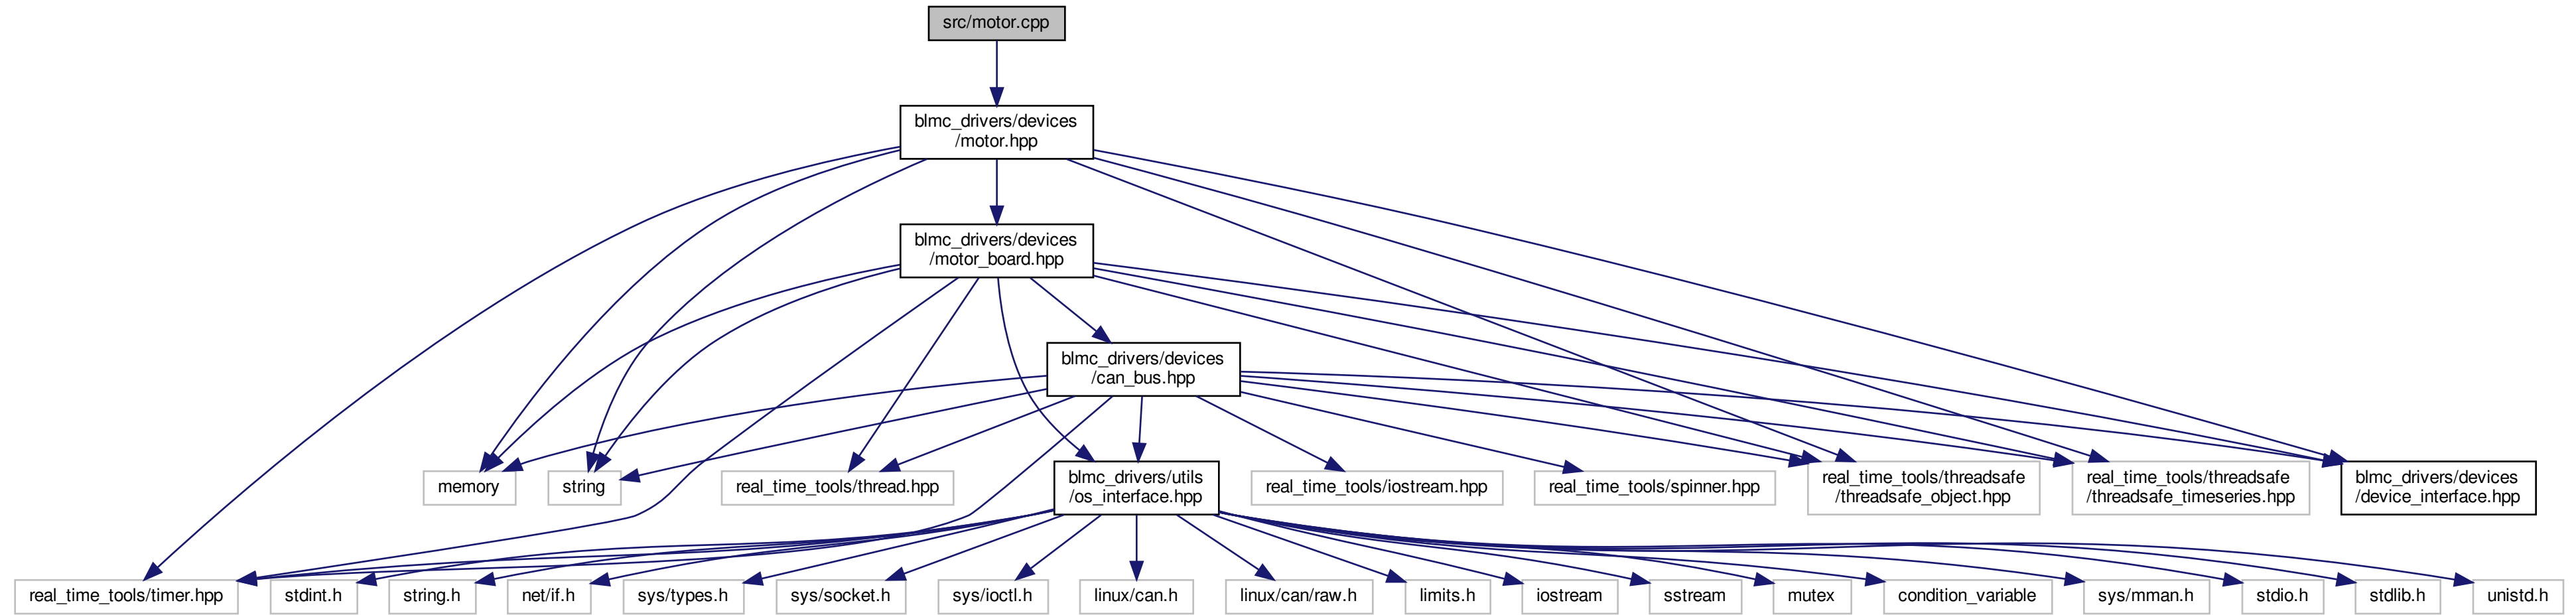 src/motor.cpp
blmc_drivers/devices
/motor.hpp
blmc_drivers/devices
/motor_board.hpp
blmc_drivers/devices
/can_bus.hpp
memory
string
real_time_tools/thread.hpp
blmc_drivers/utils
/os_interface.hpp
real_time_tools/iostream.hpp
real_time_tools/spinner.hpp
real_time_tools/threadsafe
/threadsafe_object.hpp
real_time_tools/threadsafe
/threadsafe_timeseries.hpp
blmc_drivers/devices
/device_interface.hpp
real_time_tools/timer.hpp
stdint.h
string.h
net/if.h
sys/types.h
sys/socket.h
sys/ioctl.h
linux/can.h
linux/can/raw.h
limits.h
iostream
sstream
mutex
condition_variable
sys/mman.h
stdio.h
stdlib.h
unistd.h